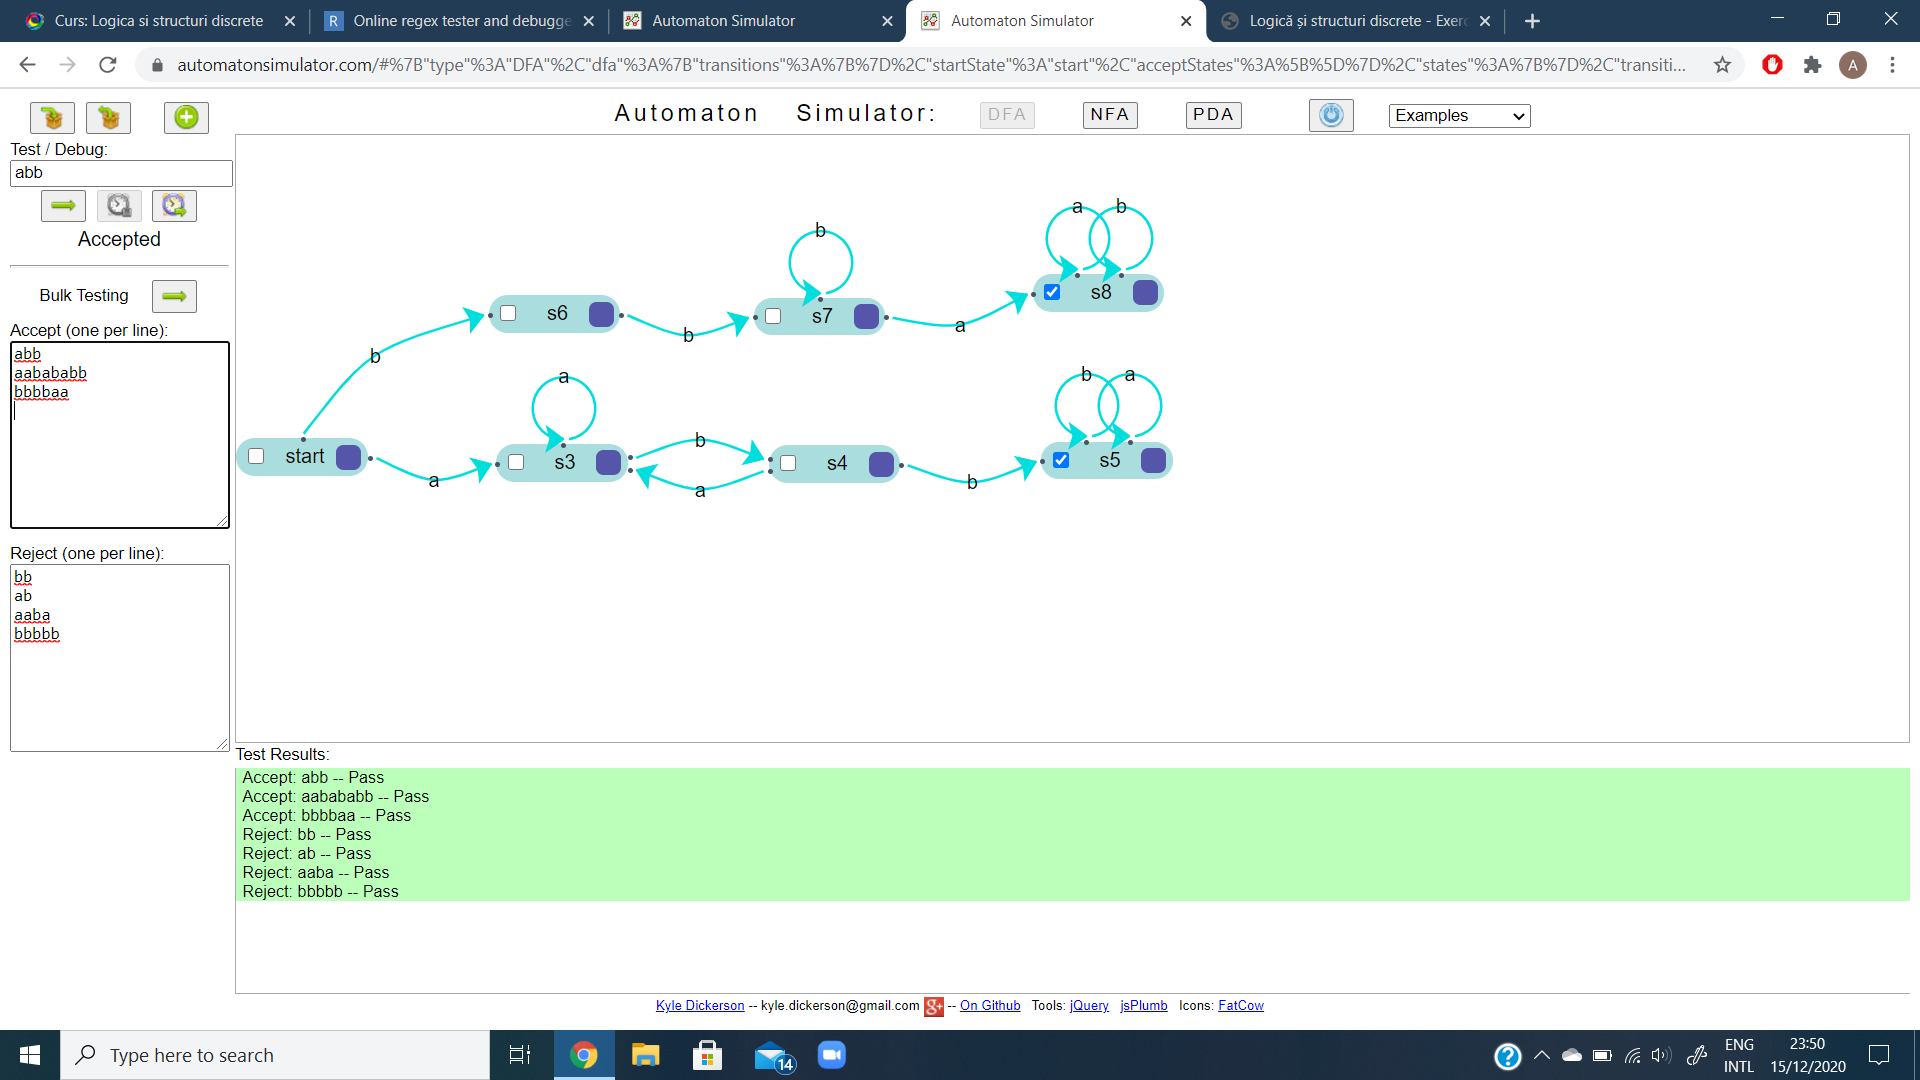 Curs: Logica si structuri discrete
Online regex tester and debugge
Automaton Simulator
Automaton Simulator
Logică și structuri discrete - Exer
automatonsimulator.com/#%7B"type"%3A"DFA"%2C"dfa"%3A%7B"transitions"%3A%7B%7D%2C"startState"%3A"start"%2C"acceptStates"%3A%5B%5D%7D%2C"states"%3A%7B%7D%2C"transiti...
A
Automaton Simulator:
DFA
NFA
PDA
Examples
Test / Debug:
abb
Accepted
Bulk Testing
Accept (one per line):
abb
aabababb
bbbbaa
Reject (one per line):
bb
ab
aaba
bbbbb
a b
b
s8
s6
s7
b
a
b
b a
a
b
start
s3
s4
s5
a
a
b
Test Results:
Accept: abb -- Pass
Accept: aabababb -- Pass
Accept: bbbbaa -- Pass
Reject: bb -- Pass
Reject: ab -- Pass
Reject: aaba -- Pass
Reject: bbbbb -- Pass
Kyle Dickerson -- kyle.dickerson@gmail.com g+ -- On Github Tools: jQuery jsPlumb Icons: FatCow
Type here to search
14
ENG
INTL
23:50
15/12/2020